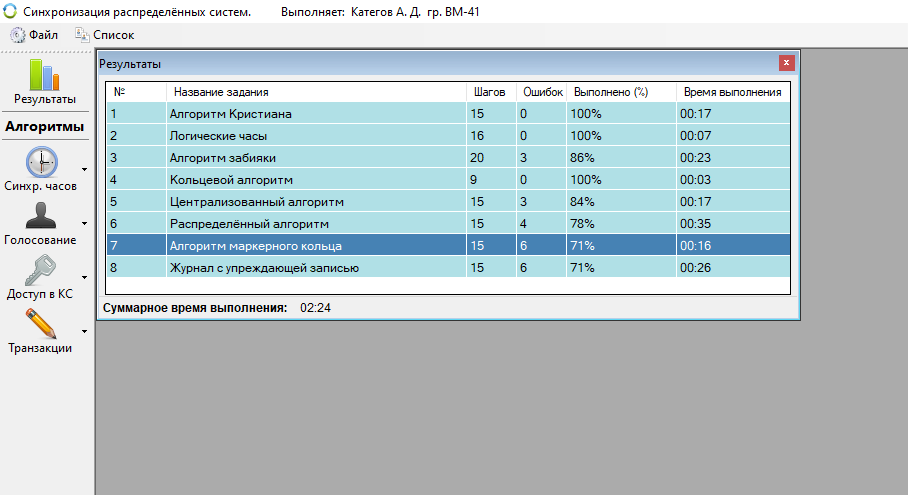 Синхронизация распределённых систем. Выполняет: Категов А. Д. гр. ВМ-41
Файл Список
Результаты
Алгоритмы
Синхр. часов
Голосование
Доступ в КС
Транзакции
Результаты
№ Название задания Шагов Ошибок Выполнено (%) Время выполнения
1 Алгоритм Кристиана 15 0 100% 00:17
2 Логические часы 16 0 100% 00:07
3 Алгоритм забияки 20 3 86% 00:23
4 Кольцевой алгоритм 9 0 100% 00:03
5 Централизованный алгоритм 15 3 84% 00:17
6 Распределённый алгоритм 15 4 78% 00:35
7 Алгоритм маркерного кольца 15 6 71% 00:16
8 Журнал с упреждающей записью 15 6 71% 00:26
Суммарное время выполнения: 02:24